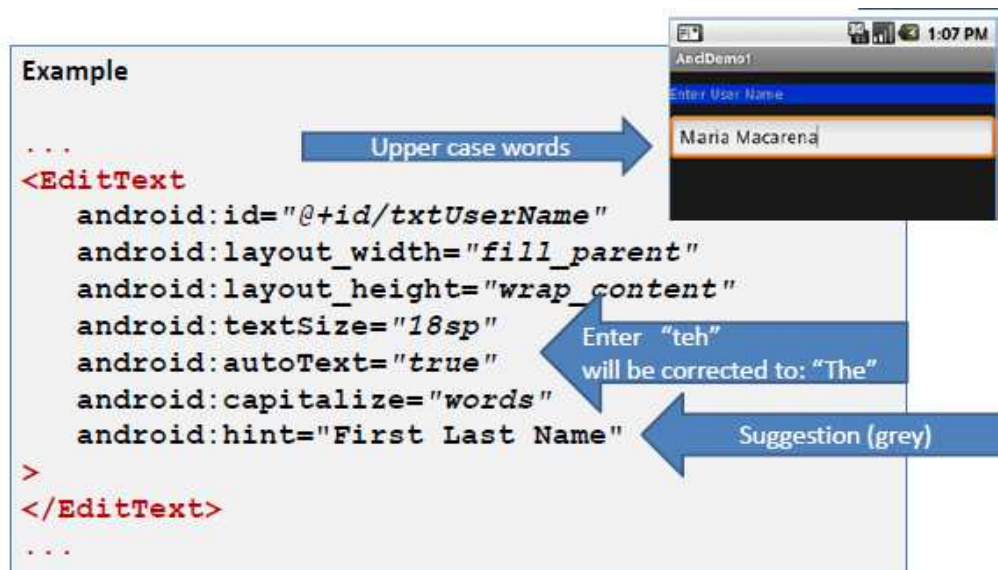 1:07 PM
AndDemo1
Enter User Name
Maria Macarena
Example
Upper case words
...
<EditText
android:id="@+id/txtUserName"
android:layout_width="fill_parent"
android:layout_height="wrap_content"
android:textSize="18sp"
android:autoText="true"
android:capitalize="words"
android:hint="First Last Name"
>
</EditText>
...
Enter "teh"
will be corrected to: "The"
Suggestion (grey)